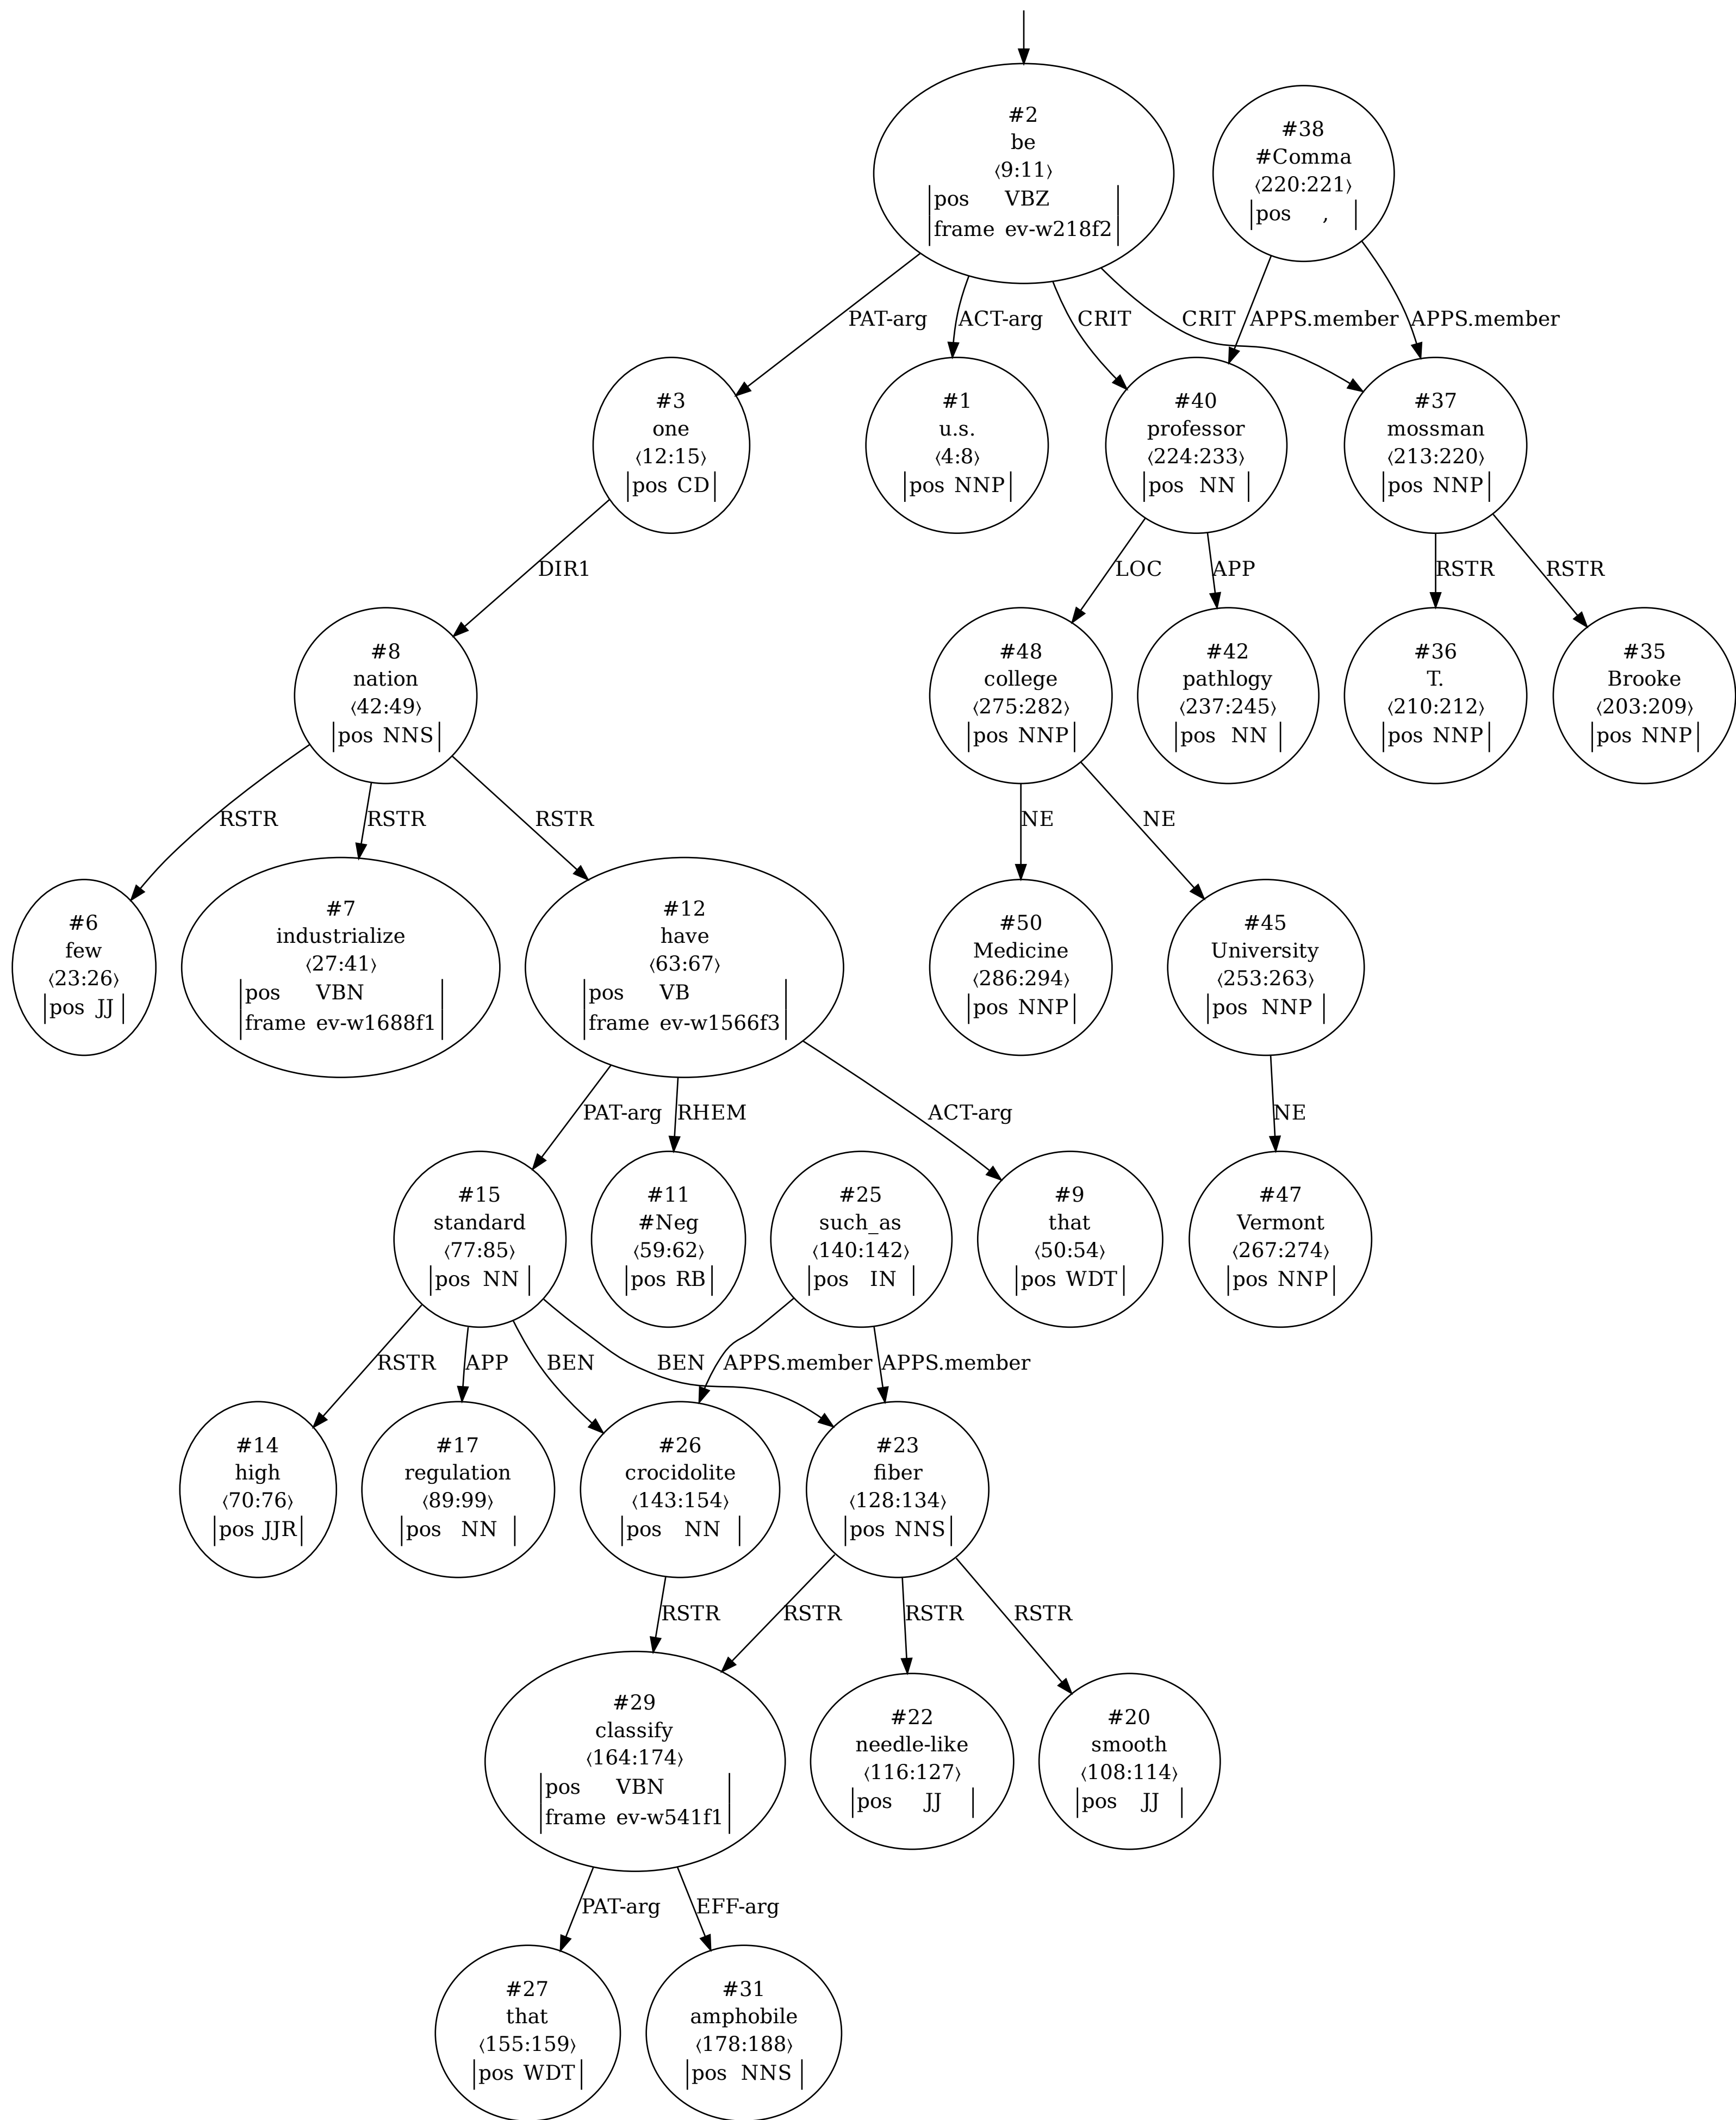 #2
be
⟨9:11⟩
pos VBZ
frame ev-w218f2
#38
#Comma
⟨220:221⟩
pos ,
PAT-arg
ACT-arg
CRIT
CRIT
APPS.member
APPS.member
#3
one
⟨12:15⟩
pos CD
#1
u.s.
⟨4:8⟩
pos NNP
#40
professor
⟨224:233⟩
pos NN
#37
mossman
⟨213:220⟩
pos NNP
DIR1
LOC
APP
RSTR
RSTR
#8
nation
⟨42:49⟩
pos NNS
#48
college
⟨275:282⟩
pos NNP
#42
pathlogy
⟨237:245⟩
pos NN
#36
T.
⟨210:212⟩
pos NNP
#35
Brooke
⟨203:209⟩
pos NNP
RSTR
RSTR
RSTR
NE
NE
#6
few
⟨23:26⟩
pos JJ
#7
industrialize
⟨27:41⟩
pos VBN
frame ev-w1688f1
#12
have
⟨63:67⟩
pos VB
frame ev-w1566f3
#50
Medicine
⟨286:294⟩
pos NNP
#45
University
⟨253:263⟩
pos NNP
PAT-arg
RHEM
ACT-arg
NE
#15
standard
⟨77:85⟩
pos NN
#11
#Neg
⟨59:62⟩
pos RB
#25
such_as
⟨140:142⟩
pos IN
#9
that
⟨50:54⟩
pos WDT
#47
Vermont
⟨267:274⟩
pos NNP
RSTR
APP
BEN
BEN
APPS.member
APPS.member
#14
high
⟨70:76⟩
pos JJR
#17
regulation
⟨89:99⟩
pos NN
#26
crocidolite
⟨143:154⟩
pos NN
#23
fiber
⟨128:134⟩
pos NNS
RSTR
RSTR
RSTR
RSTR
#29
classify
⟨164:174⟩
pos VBN
frame ev-w541f1
#22
needle-like
⟨116:127⟩
pos JJ
#20
smooth
⟨108:114⟩
pos JJ
PAT-arg
EFF-arg
#27
that
⟨155:159⟩
pos WDT
#31
amphobile
⟨178:188⟩
pos NNS